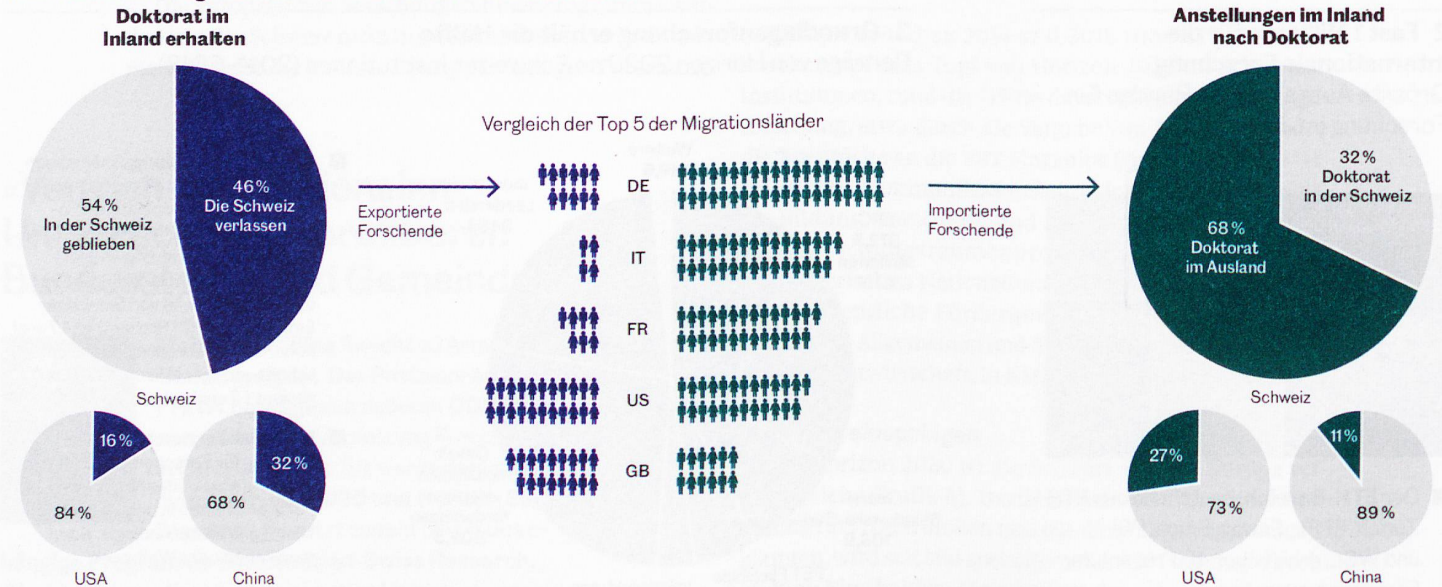 Doktorat im
Inland erhalten
54 %
In der Schweiz
geblieben
46 %
Die Schweiz
verlassen
Schweiz
16 %
84 %
USA
32 %
68 %
China
Vergleich der Top 5 der Migrationsländer
Exportierte
Forschende
DE
IT
FR
US
GB
Importierte
Forschende
Anstellungen im Inland
nach Doktorat
32 %
Doktorat
in der Schweiz
68 %
Doktorat
im Ausland
Schweiz
27 %
73 %
USA
11 %
89 %
China